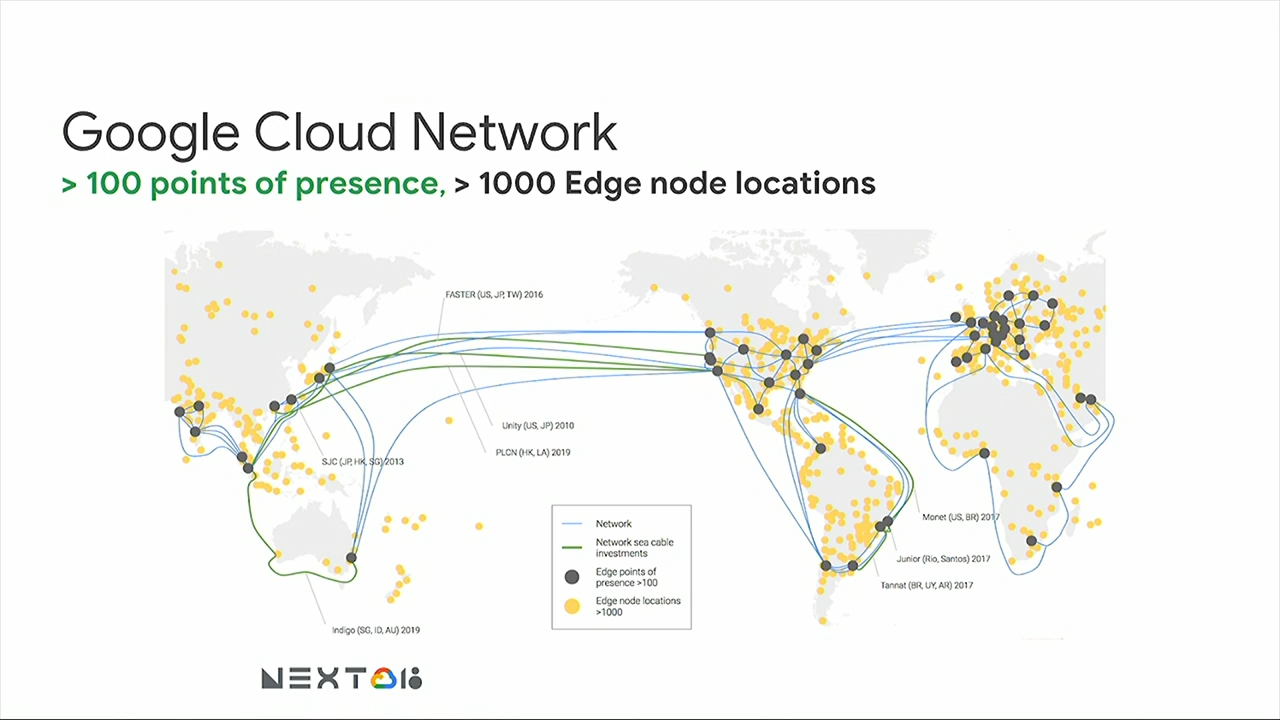 Google Cloud Network
> 100 points of presence, > 1000 Edge node locations
FASTER (US, JP, TW) 2016
Unity (US, JP) 2010
PLCN (HK, LA) 2019
SJC (JP, HK, SG) 2013
Monet (US, BR) 2017
Junior (Rio, Santos) 2017
Tannat (BR, UY, AR) 2017
Indigo (SG, ID, AU) 2019
Network
Network sea cable
investments
Edge points of
presence >100
Edge node locations
>1000
NEXT 18